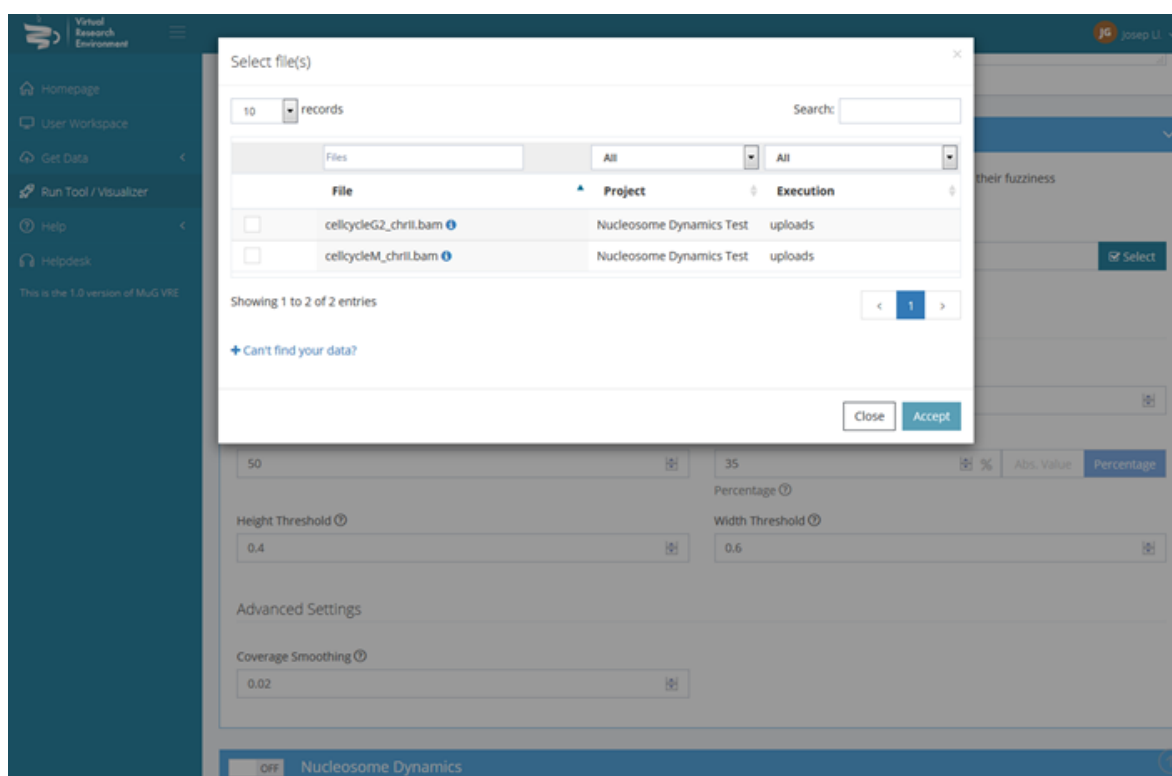 Virtual
Research
Environment
JG Josep Ll.
Homepage
User Workspace
Get Data
Run Tool / Visualizer
Help
Helpdesk
This is the 1.0 version of MuG VRE
Select file(s)
×
10 records
Search:
Files All All
File Project Execution
cellcycleG2_chrII.bam Nucleosome Dynamics Test uploads
cellcycleM_chrII.bam Nucleosome Dynamics Test uploads
Showing 1 to 2 of 2 entries
< 1 >
+ Can't find your data?
Close Accept
their fuzziness
Select
50 35 % Abs. Value Percentage
Percentage
Height Threshold Width Threshold
0.4 0.6
Advanced Settings
Coverage Smoothing
0.02
OFF Nucleosome Dynamics